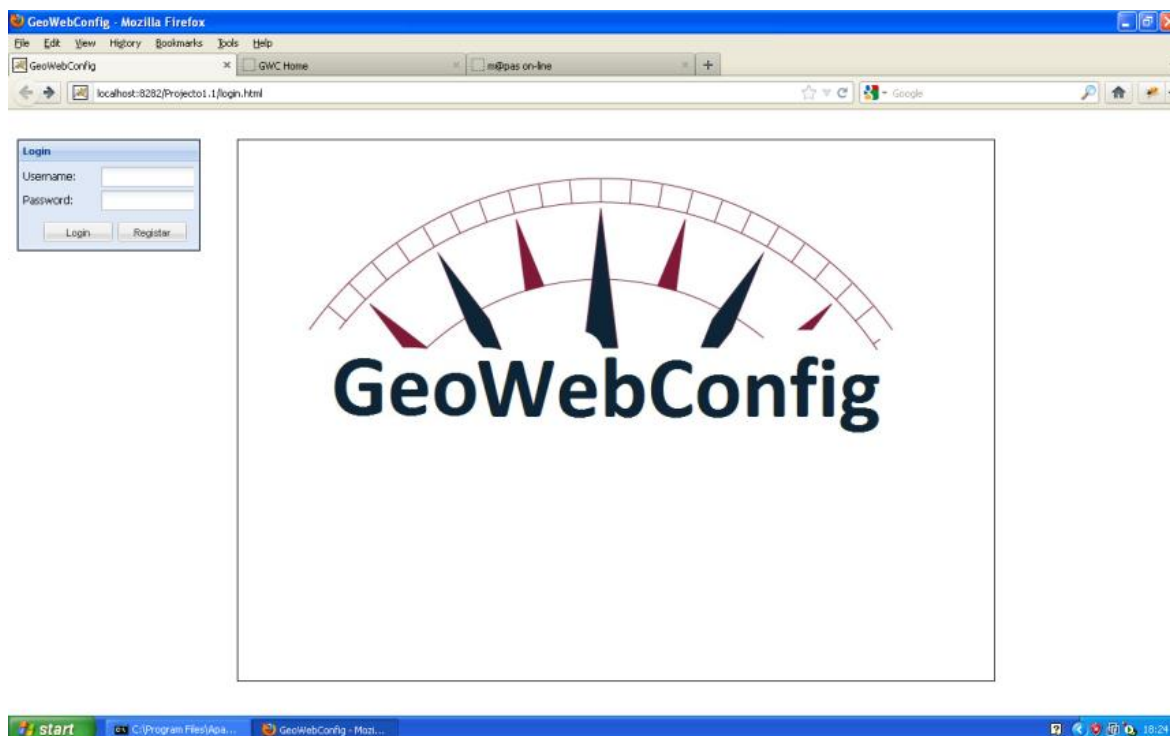 GeoWebConfig - Mozilla Firefox
File Edit View History Bookmarks Tools Help
GeoWebConfig GWC Home m@pas on-line
localhost:8282/Projecto1.1/login.html Google
Login
Username:
Password:
Login Registar
GeoWebConfig
start C:\Program Files\Apa... GeoWebConfig - Mozi... 18:24